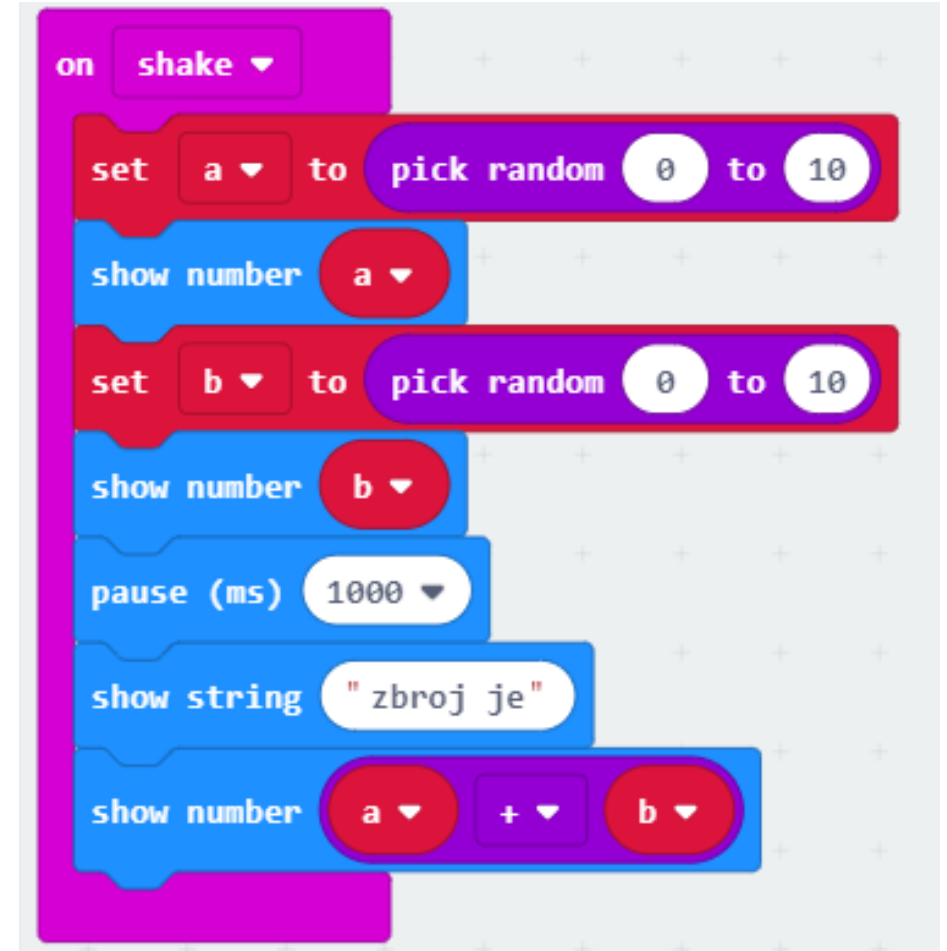 on shake
set a to pick random 0 to 10
show number a
set b to pick random 0 to 10
show number b
pause (ms) 1000
show string "zbroj je"
show number a + b